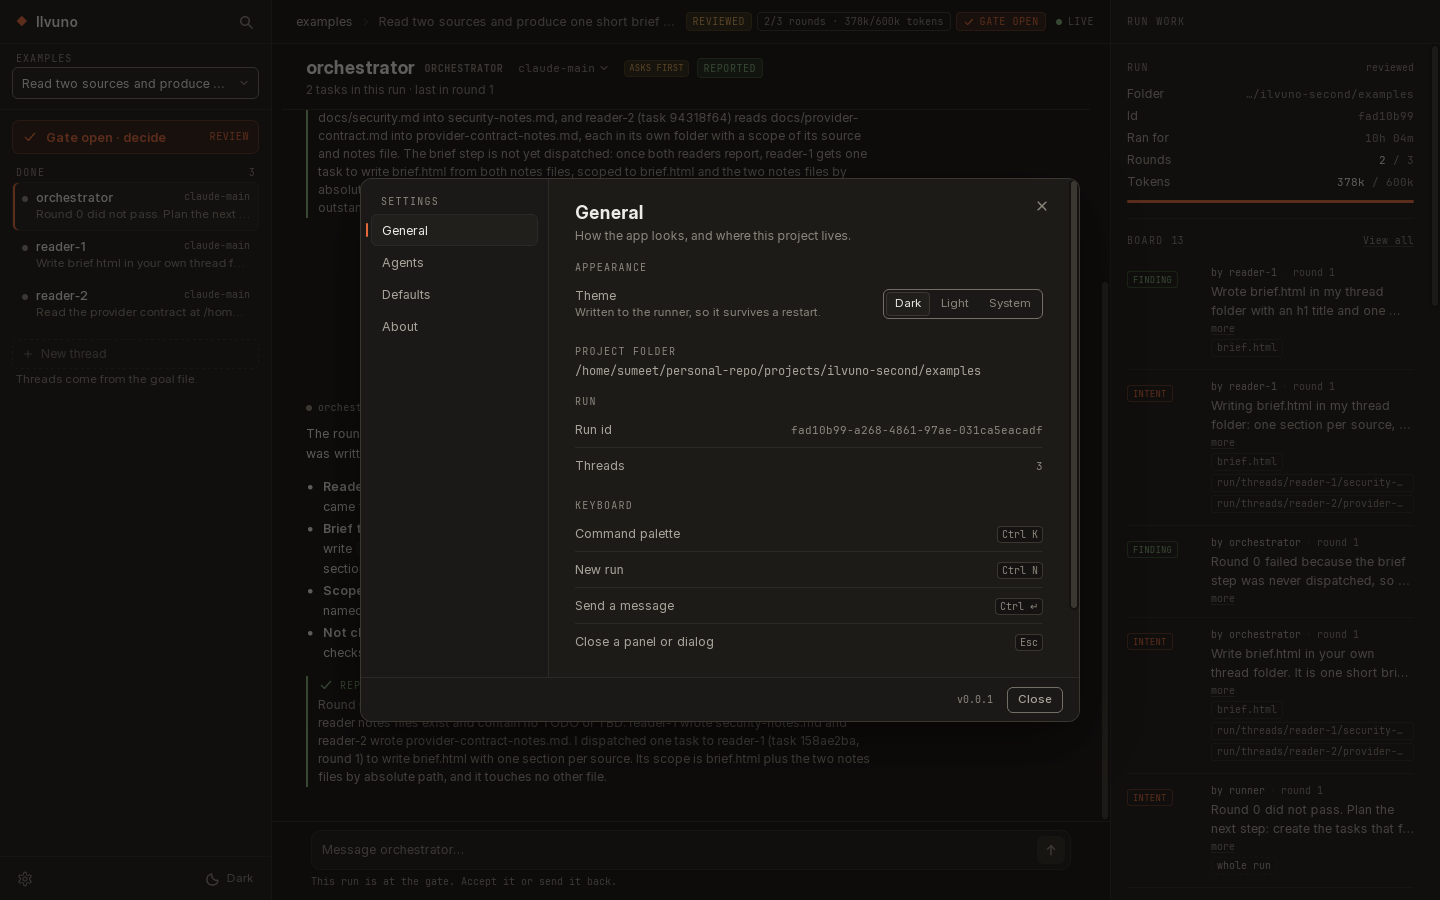 Ilvuno
EXAMPLES
Read two sources and produce ...
Gate open · decide REVIEW
DONE 3
orchestrator claude-main
Round 0 did not pass. Plan the next ...
reader-1 claude-main
Write brief.html in your own thread f...
reader-2 claude-main
Read the provider contract at /hom...
+ New thread
Threads come from the goal file.
Dark
examples > Read two sources and produce one short brief ... REVIEWED 2/3 rounds · 378k/600k tokens GATE OPEN LIVE
orchestrator ORCHESTRATOR claude-main ASKS FIRST REPORTED
2 tasks in this run · last in round 1
docs/security.md into security-notes.md, and reader-2 (task 94318f64) reads docs/provider-
contract.md into provider-contract-notes.md, each in its own folder with a scope of its source
and notes file. The brief step is not yet dispatched: once both readers report, reader-1 gets one
task to write brief.html from both notes files, scoped to brief.html and the two notes files by
absolut
outstan
orchest
The roun
was writt
Reade
came
Brief f
write
sectio
Scope
named
Not cl
checks
REP
Round
reader notes files exist and contain no TODO or TBD. reader-1 wrote security-notes.md and
reader-2 wrote provider-contract-notes.md. I dispatched one task to reader-1 (task 158ae2ba,
round 1) to write brief.html with one section per source. Its scope is brief.html plus the two notes
files by absolute path, and it touches no other file.
Message orchestrator...
This run is at the gate. Accept it or send it back.
SETTINGS
General
Agents
Defaults
About
General
How the app looks, and where this project lives.
APPEARANCE
Theme
Written to the runner, so it survives a restart.
Dark Light System
PROJECT FOLDER
/home/sumeet/personal-repo/projects/ilvuno-second/examples
RUN
Run id fad10b99-a268-4861-97ae-031ca5eacadf
Threads 3
KEYBOARD
Command palette Ctrl K
New run Ctrl N
Send a message Ctrl ↵
Close a panel or dialog Esc
v0.0.1 Close
RUN WORK
RUN reviewed
Folder …/ilvuno-second/examples
Id fad10b99
Ran for 10h 04m
Rounds 2 / 3
Tokens 378k / 600k
BOARD 13 View all
FINDING by reader-1 · round 1
Wrote brief.html in my thread
folder with an h1 title and one ...
more
brief.html
INTENT by reader-1 · round 1
Writing brief.html in my thread
folder: one section per source, ...
more
brief.html
run/threads/reader-1/security-…
run/threads/reader-2/provider-…
FINDING by orchestrator · round 1
Round 0 failed because the brief
step was never dispatched, so ...
more
INTENT by orchestrator · round 1
Write brief.html in your own
thread folder. It is one short bri...
more
brief.html
run/threads/reader-1/security-…
run/threads/reader-2/provider-…
INTENT by runner · round 1
Round 0 did not pass. Plan the
next step: create the tasks that f...
more
whole run